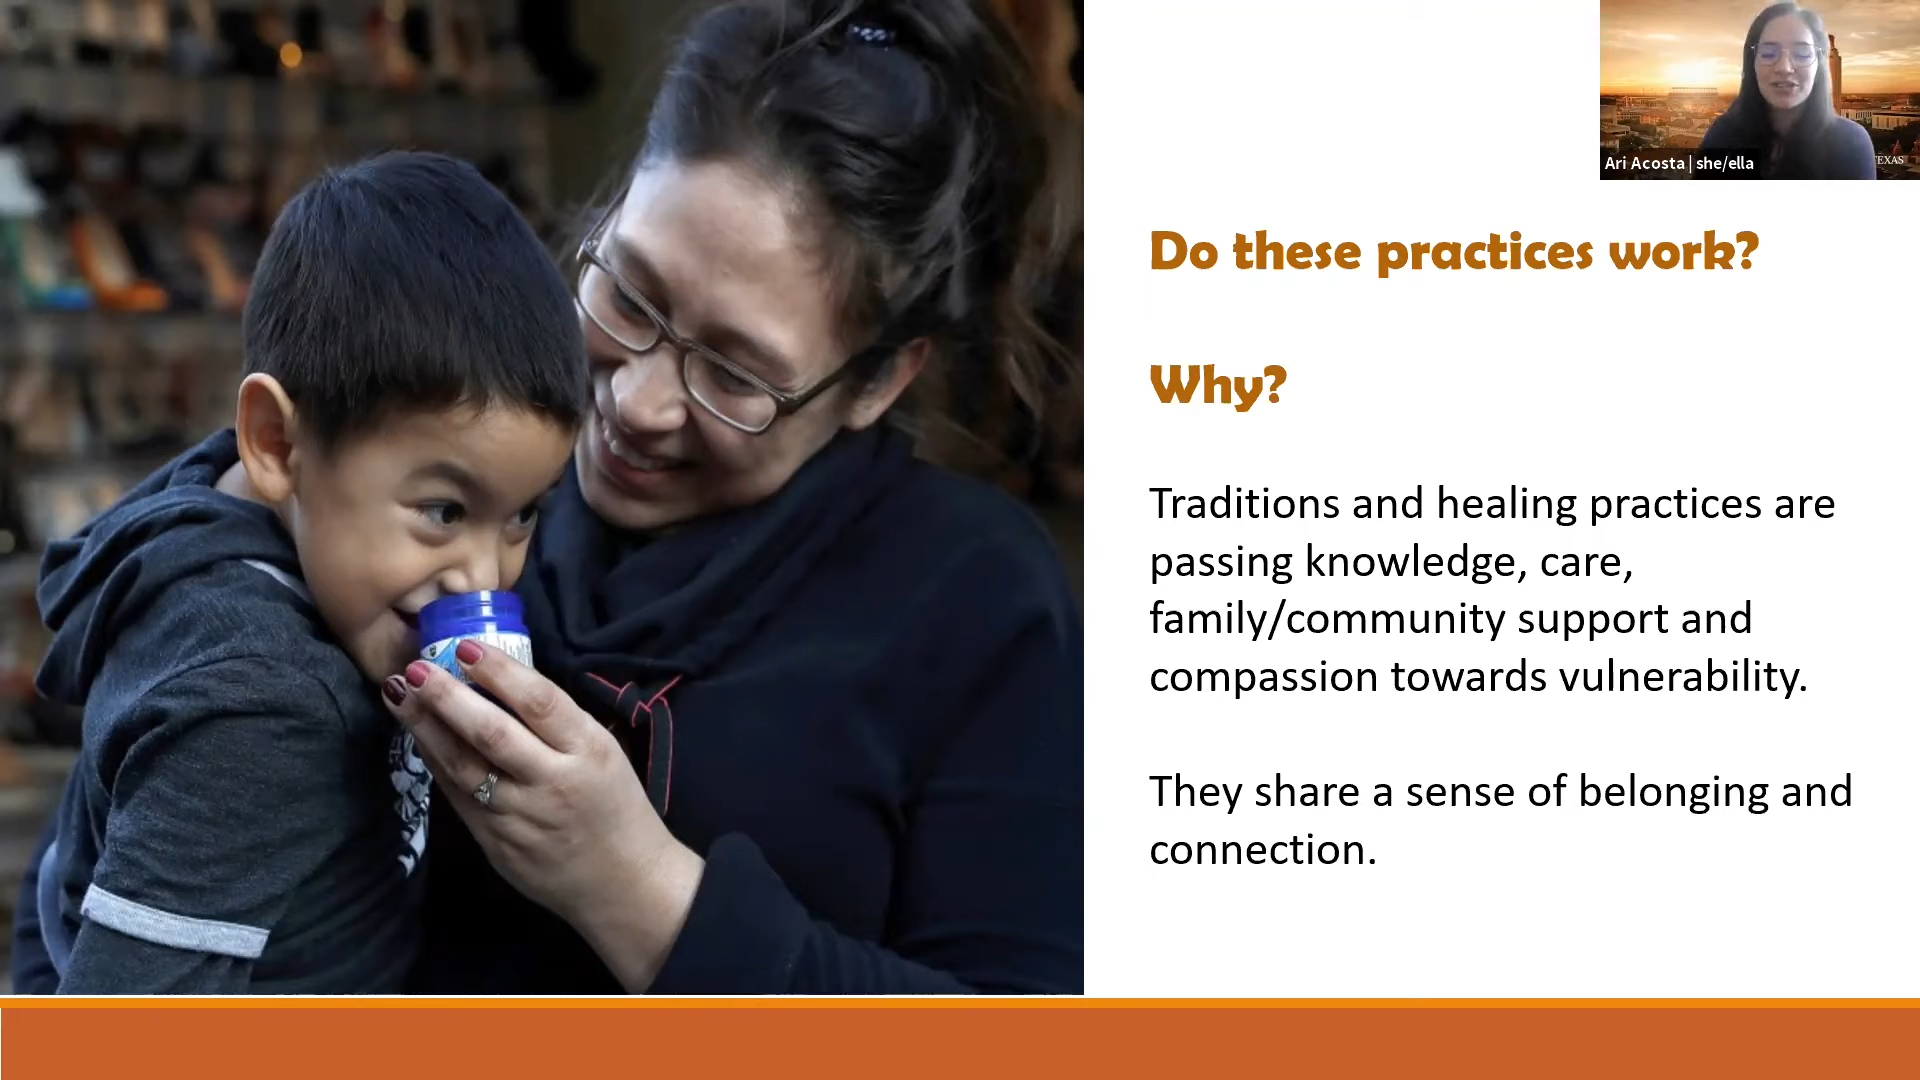 Ari Acosta | she/ella
TEXAS
Do these practices work?
Why?
Traditions and healing practices are
passing knowledge, care,
family/community support and
compassion towards vulnerability.
They share a sense of belonging and
connection.